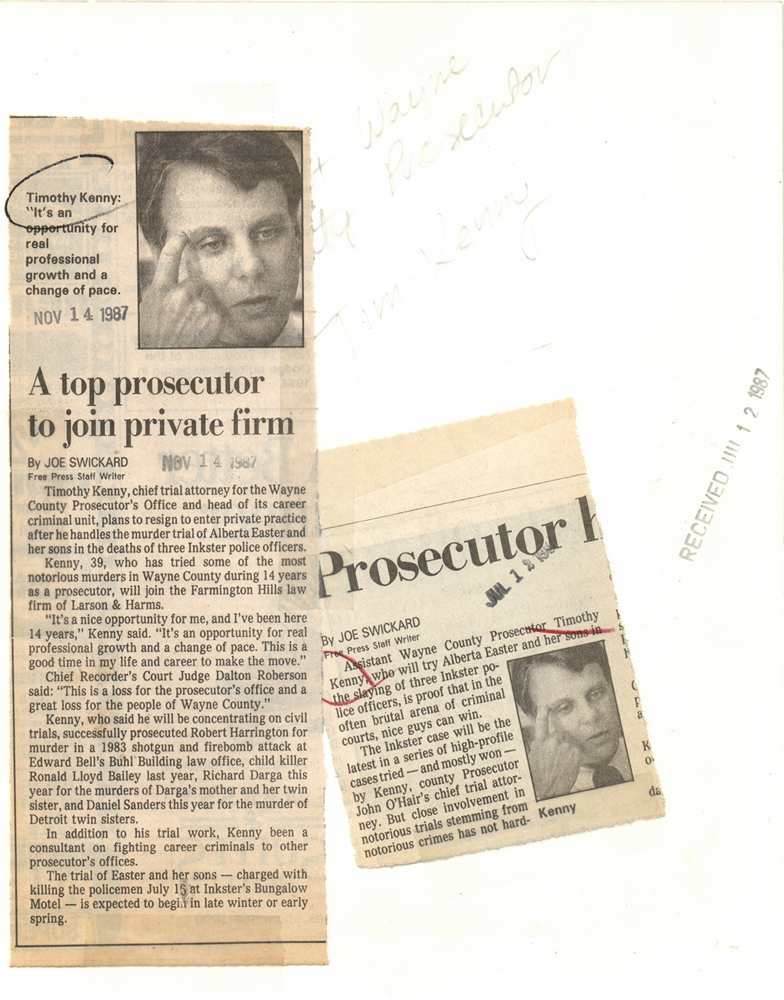 Wayne
Prosecutor
Tim Kenny
RECEIVED JUN 12 1987
Timothy Kenny:
"It's an
opportunity for
real
professional
growth and a
change of pace.
NOV 14 1987
A top prosecutor
to join private firm
By JOE SWICKARD
NOV 14 1987
Free Press Staff Writer
Timothy Kenny, chief trial attorney for the Wayne
County Prosecutor's Office and head of its career
criminal unit, plans to resign to enter private practice
after he handles the murder trial of Alberta Easter and
her sons in the deaths of three Inkster police officers.
Kenny, 39, who has tried some of the most
notorious murders in Wayne County during 14 years
as a prosecutor, will join the Farmington Hills law
firm of Larson & Harms.
"It's a nice opportunity for me, and I've been here
14 years," Kenny said. "It's an opportunity for real
professional growth and a change of pace. This is a
good time in my life and career to make the move."
Chief Recorder's Court Judge Dalton Roberson
said: "This is a loss for the prosecutor's office and a
great loss for the people of Wayne County."
Kenny, who said he will be concentrating on civil
trials, successfully prosecuted Robert Harrington for
murder in a 1983 shotgun and firebomb attack at
Edward Bell's Buhl Building law office, child killer
Ronald Lloyd Bailey last year, Richard Darga this
year for the murders of Darga's mother and her twin
sister, and Daniel Sanders this year for the murder of
Detroit twin sisters.
In addition to his trial work, Kenny been a
consultant on fighting career criminals to other
prosecutor's offices.
The trial of Easter and her sons — charged with
killing the policemen July at Inkster's Bungalow
Motel — is expected to begin in late winter or early
spring.
Prosecutor h
JUL 12
By JOE SWICKARD
Free Press Staff Writer
Assistant Wayne County Prosecutor Timothy
Kenny, who will try Alberta Easter and her sons in
the slaying of three Inkster po-
lice officers, is proof that in the
often brutal arena of criminal
courts, nice guys can win.
The Inkster case will be the
latest in a series of high-profile
cases tried — and mostly won —
by Kenny, county Prosecutor
John O'Hair's chief trial attor-
ney. But close involvement in
notorious trials stemming from
notorious crimes has not hard-
Kenny